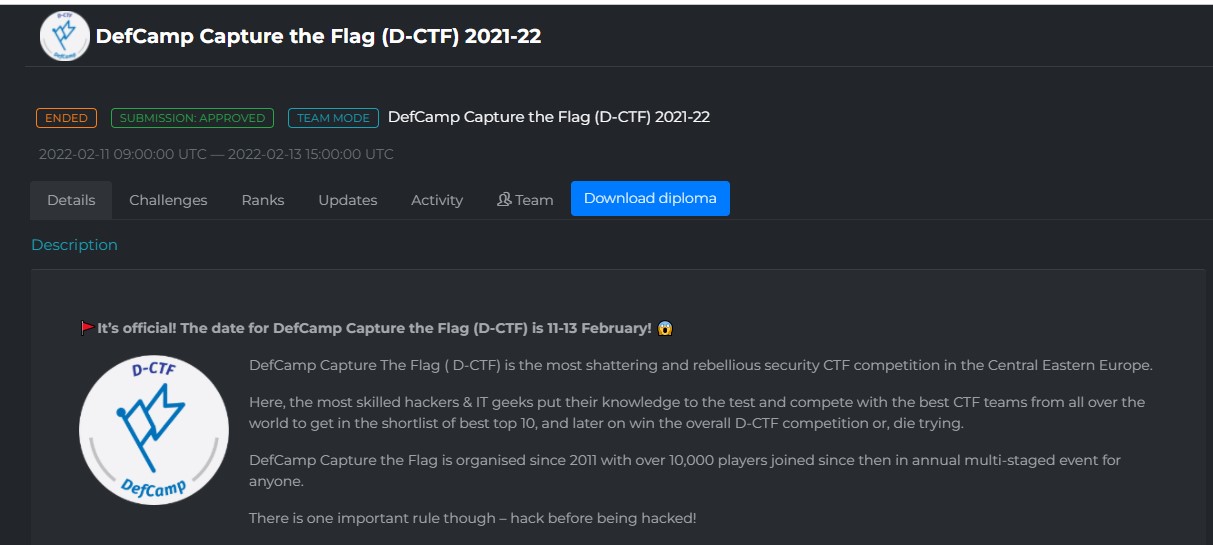 D-CTF
DefCamp
DefCamp Capture the Flag (D-CTF) 2021-22
ENDED
SUBMISSION: APPROVED
TEAM MODE
DefCamp Capture the Flag (D-CTF) 2021-22
2022-02-11 09:00:00 UTC — 2022-02-13 15:00:00 UTC
Details
Challenges
Ranks
Updates
Activity
Team
Download diploma
Description
It's official! The date for DefCamp Capture the Flag (D-CTF) is 11-13 February!
D-CTF
DefCamp
DefCamp Capture The Flag ( D-CTF) is the most shattering and rebellious security CTF competition in the Central Eastern Europe.
Here, the most skilled hackers & IT geeks put their knowledge to the test and compete with the best CTF teams from all over the
world to get in the shortlist of best top 10, and later on win the overall D-CTF competition or, die trying.
DefCamp Capture the Flag is organised since 2011 with over 10,000 players joined since then in annual multi-staged event for
anyone.
There is one important rule though – hack before being hacked!